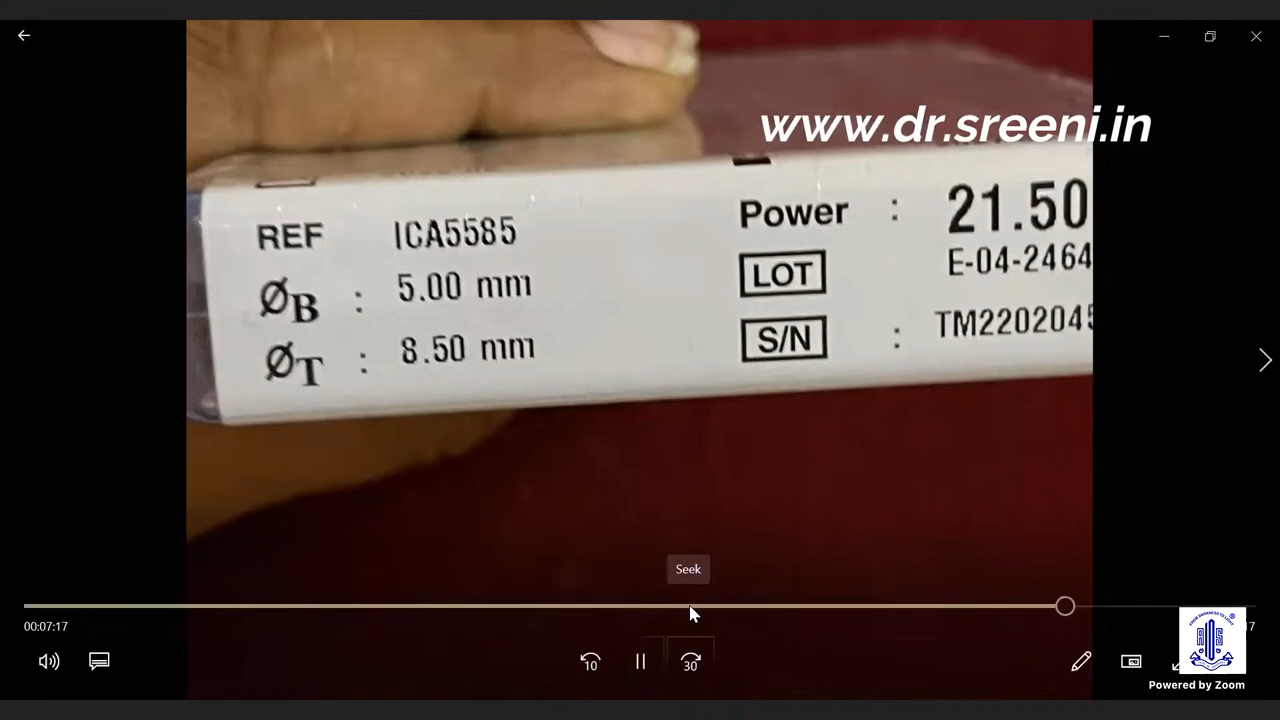 www.dr.sreeni.in
REF ICA5585
ØB : 5.00 mm
ØT : 8.50 mm
Power : 21.50
LOT E-04-2464
S/N : TM2202045
Seek
00:07:17
10
30
Powered by Zoom